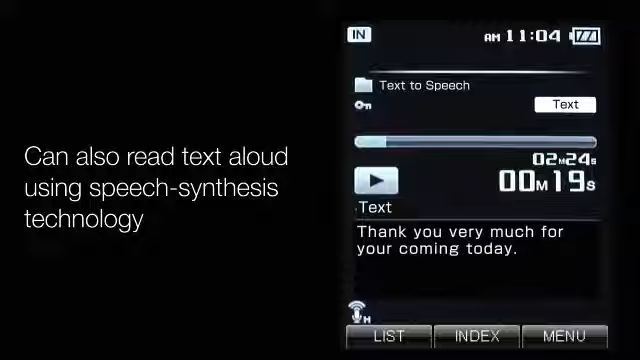 Can also read text aloud
using speech-synthesis
technology
IN
AM 11:04
Text to Speech
Text
02M24S
00M19S
Text
Thank you very much for
your coming today.
H
LIST INDEX MENU